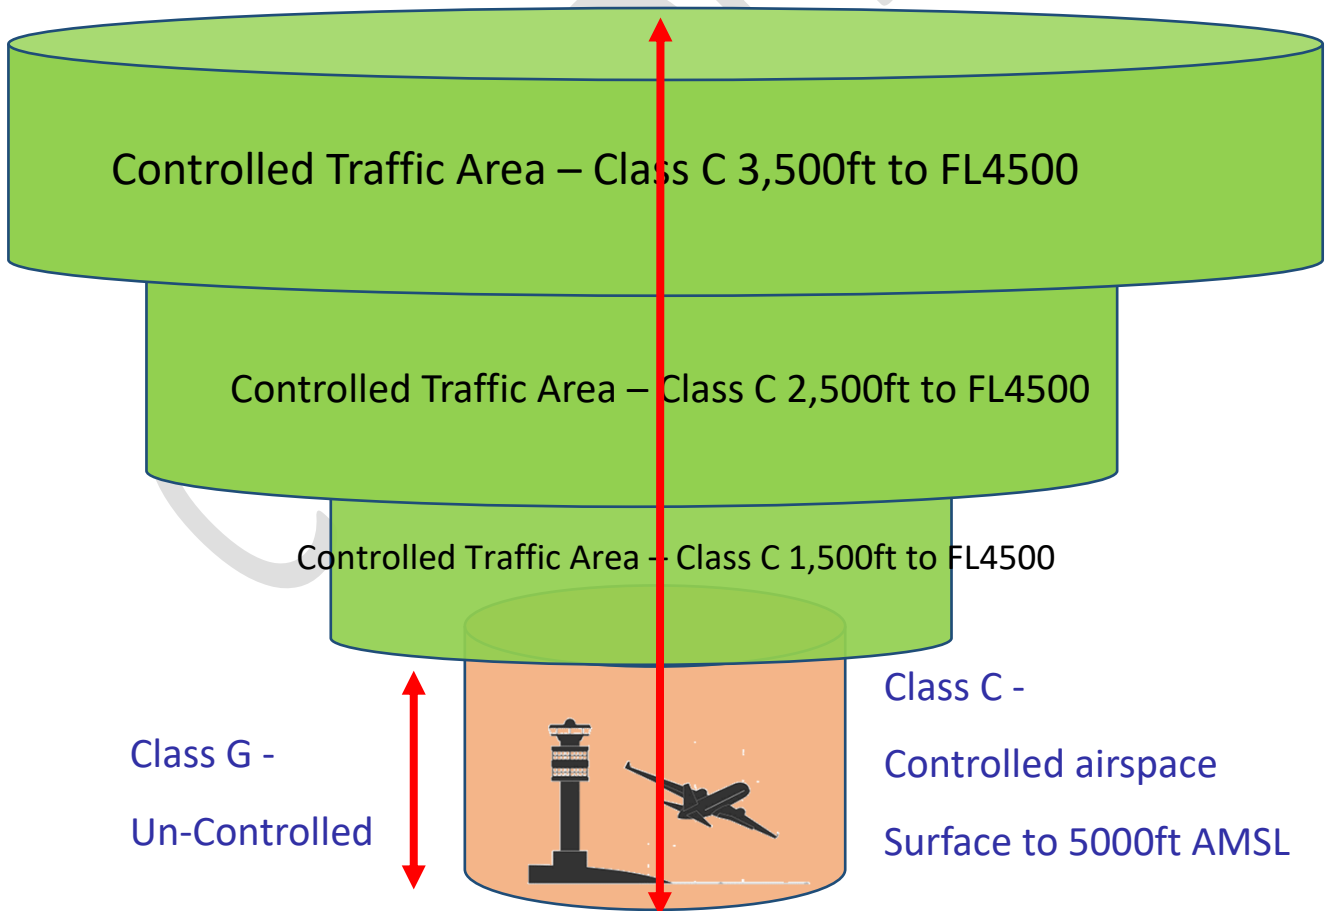 Controlled Traffic Area – Class C 3,500ft to FL4500
Controlled Traffic Area – Class C 2,500ft to FL4500
Controlled Traffic Area – Class C 1,500ft to FL4500
Class G -
Un-Controlled
Class C -
Controlled airspace
Surface to 5000ft AMSL